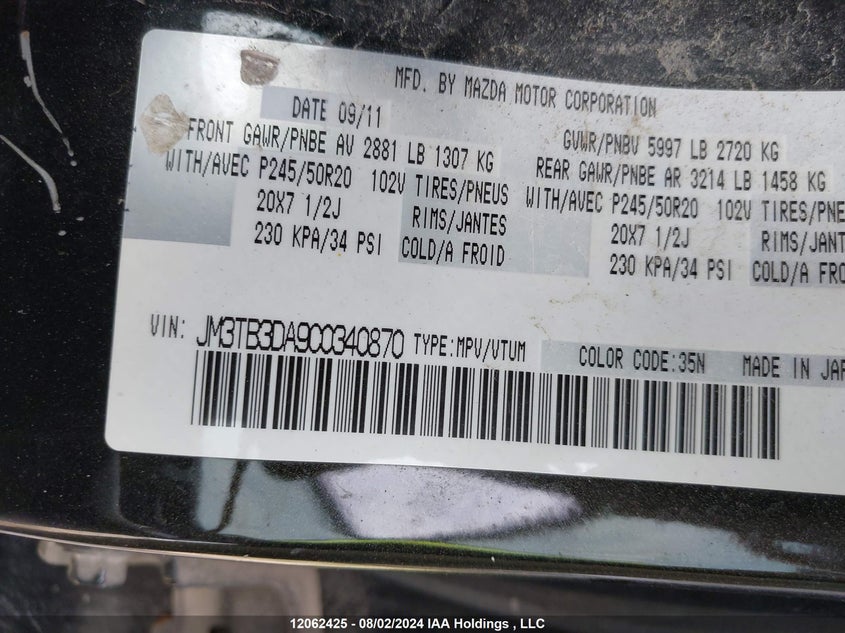 MFD. BY MAZDA MOTOR CORPORATION
DATE 09/11
GVWR/PNBV 5997 LB 2720 KG
FRONT GAWR/PNBE AV 2881 LB 1307 KG
REAR GAWR/PNBE AR 3214 LB 1458 KG
WITH/AVEC P245/50R20 102V TIRES/PNEUS
WITH/AVEC P245/50R20 102V TIRES/PNE
20X7 1/2J RIMS/JANTES
20X7 1/2J RIMS/JANT
230 KPA/34 PSI COLD/A FROID
230 KPA/34 PSI COLD/A FRO
VIN: JM3TB3DA9C0340870 TYPE:MPV/VTUM
COLOR CODE:35N MADE IN JAP
12062425 - 08/02/2024 IAA Holdings , LLC